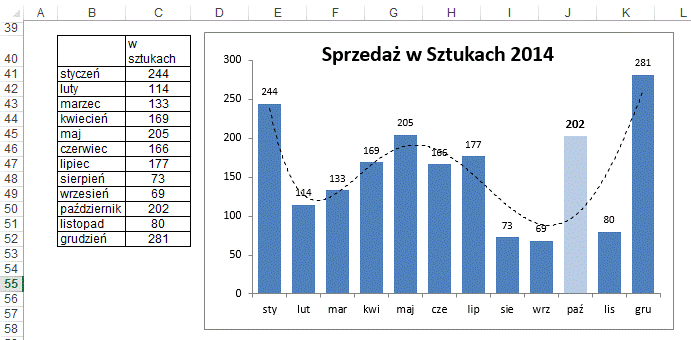 A B C D E F G H I J K L
39
40 w sztukach
41 styczeń 244
42 luty 114
43 marzec 133
44 kwiecień 169
45 maj 205
46 czerwiec 166
47 lipiec 177
48 sierpień 73
49 wrzesień 69
50 październik 202
51 listopad 80
52 grudzień 281
53
54
55
56
57
58
Sprzedaż w Sztukach 2014
300
250
200
150
100
50
0
244 114 133 169 205 166 177 73 69 202 80 281
sty lut mar kwi maj cze lip sie wrz paź lis gru